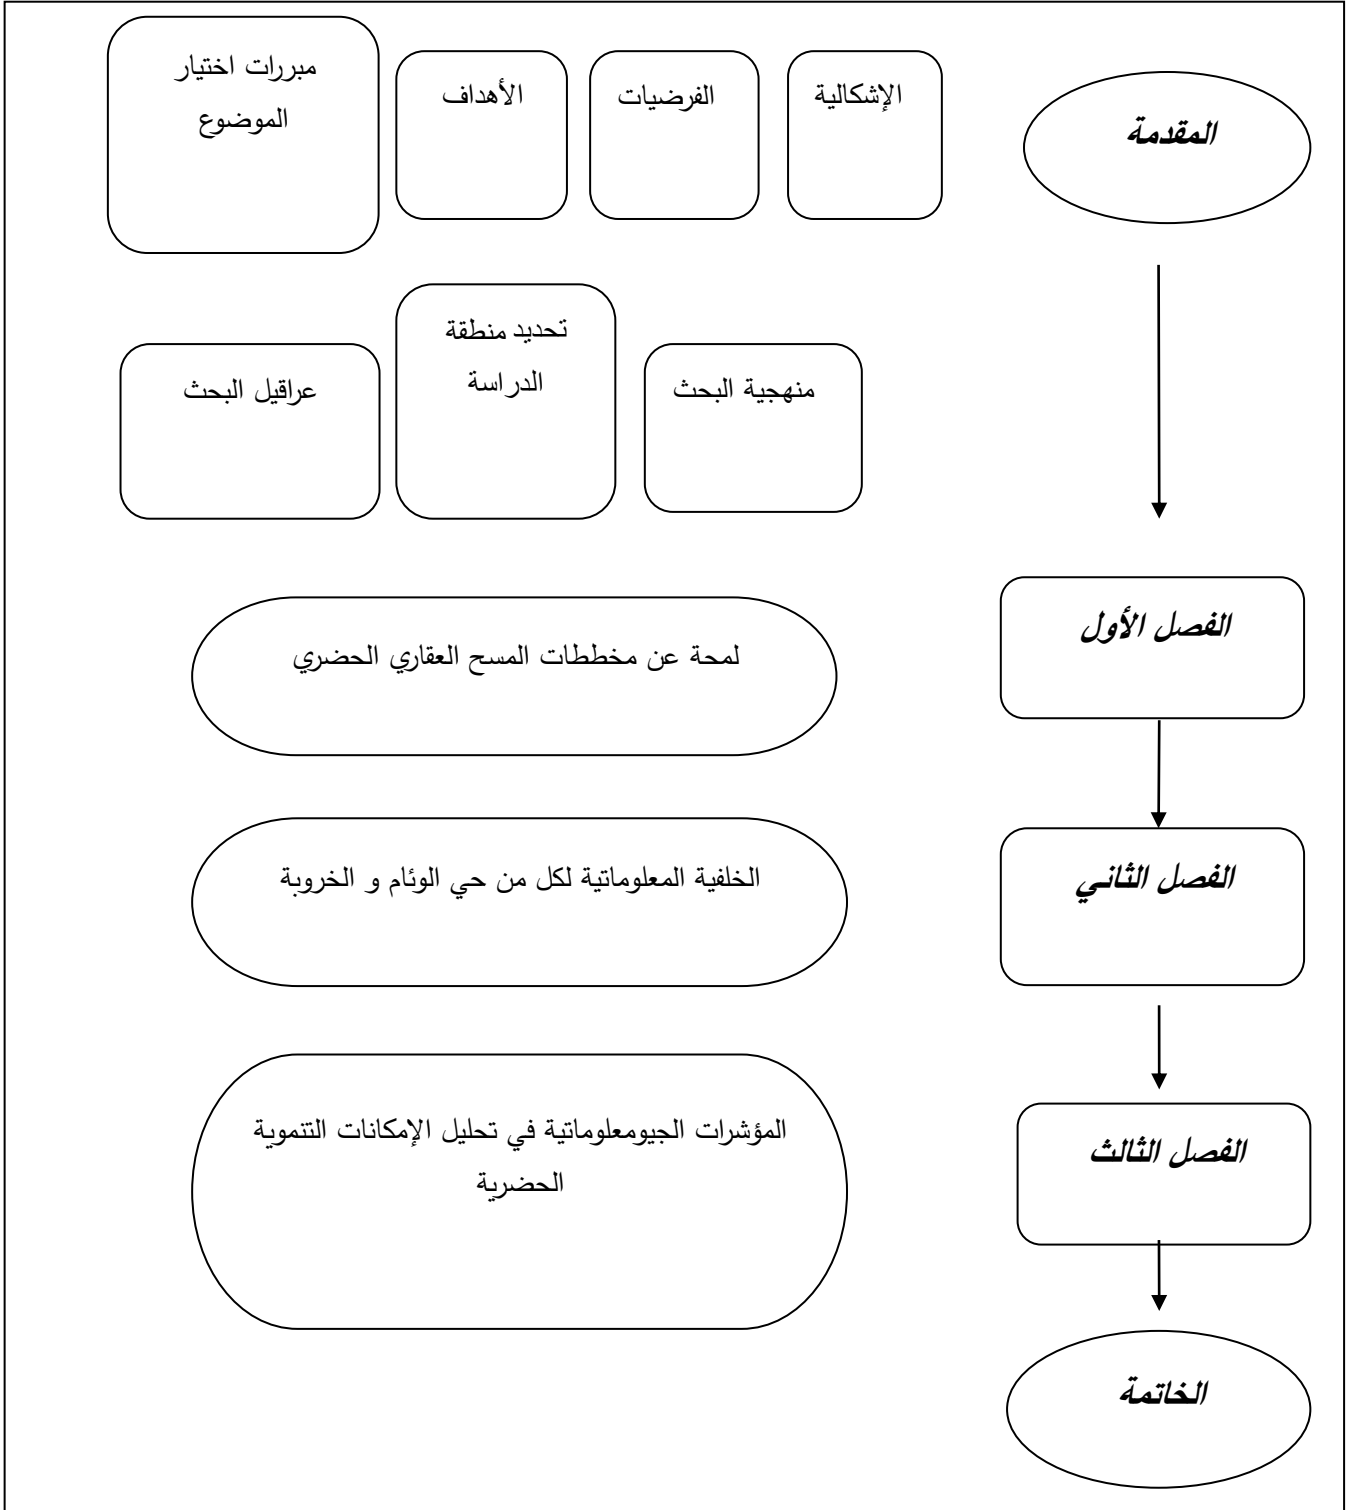 المقدمة
الإشكالية
الفرضيات
الأهداف
مبررات اختيار
الموضوع
منهجية البحث
تحديد منطقة
الدراسة
عراقيل البحث
الفصل الأول
لمحة عن مخططات المسح العقاري الحضري
الفصل الثاني
الخلفية المعلوماتية لكل من حي الوئام و الخروبة
الفصل الثالث
المؤشرات الجيومعلوماتية في تحليل الإمكانات التنموية
الحضرية
الخاتمة